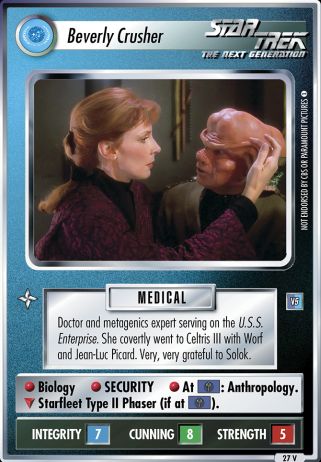 Beverly Crusher
STAR TREK
THE NEXT GENERATION
NOT ENDORSED BY CBS OR PARAMOUNT PICTURES
MEDICAL
VS
Doctor and metagenics expert serving on the U.S.S.
Enterprise. She covertly went to Celtris III with Worf
and Jean-Luc Picard. Very, very grateful to Solok.
Biology SECURITY At : Anthropology.
Starfleet Type II Phaser (if at ).
INTEGRITY 7 CUNNING 8 STRENGTH 5
27 V